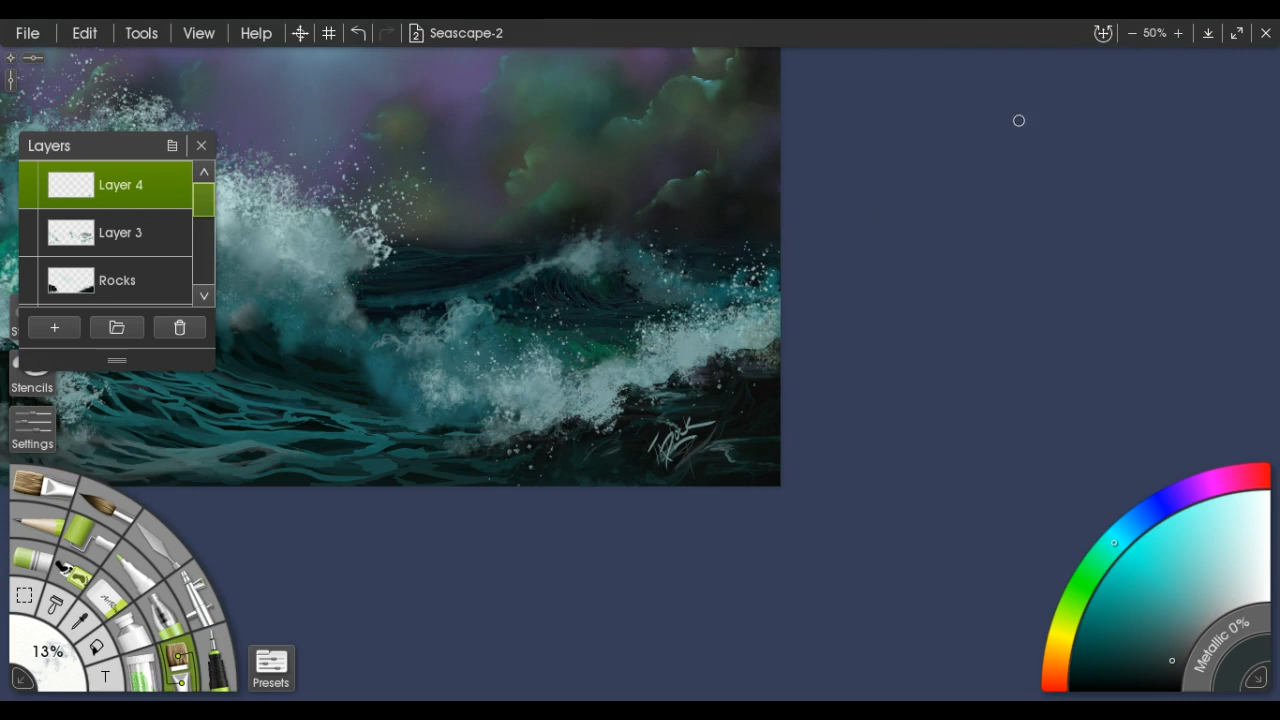 File Edit Tools View Help 2 Seascape-2 50%
Layers
Layer 4
Layer 3
Rocks
Stencils
Settings
13%
T
Presets
Metallic 0%